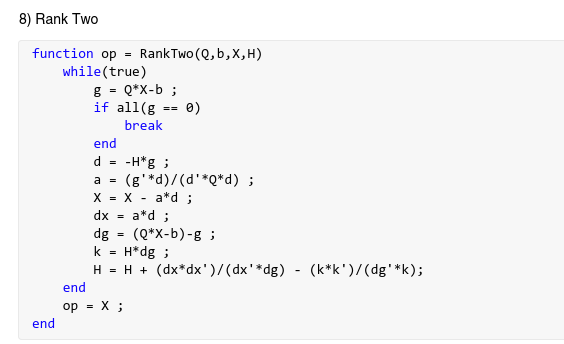 8) Rank Two
function op = RankTwo(Q,b,X,H)
while(true)
g = Q*X-b ;
if all(g == 0)
break
end
d = -H*g ;
a = (g'*d)/(d'*Q*d) ;
X = X - a*d ;
dx = a*d ;
dg = (Q*X-b)-g ;
k = H*dg ;
H = H + (dx*dx')/(dx'*dg) - (k*k')/(dg'*k);
end
op = X ;
end